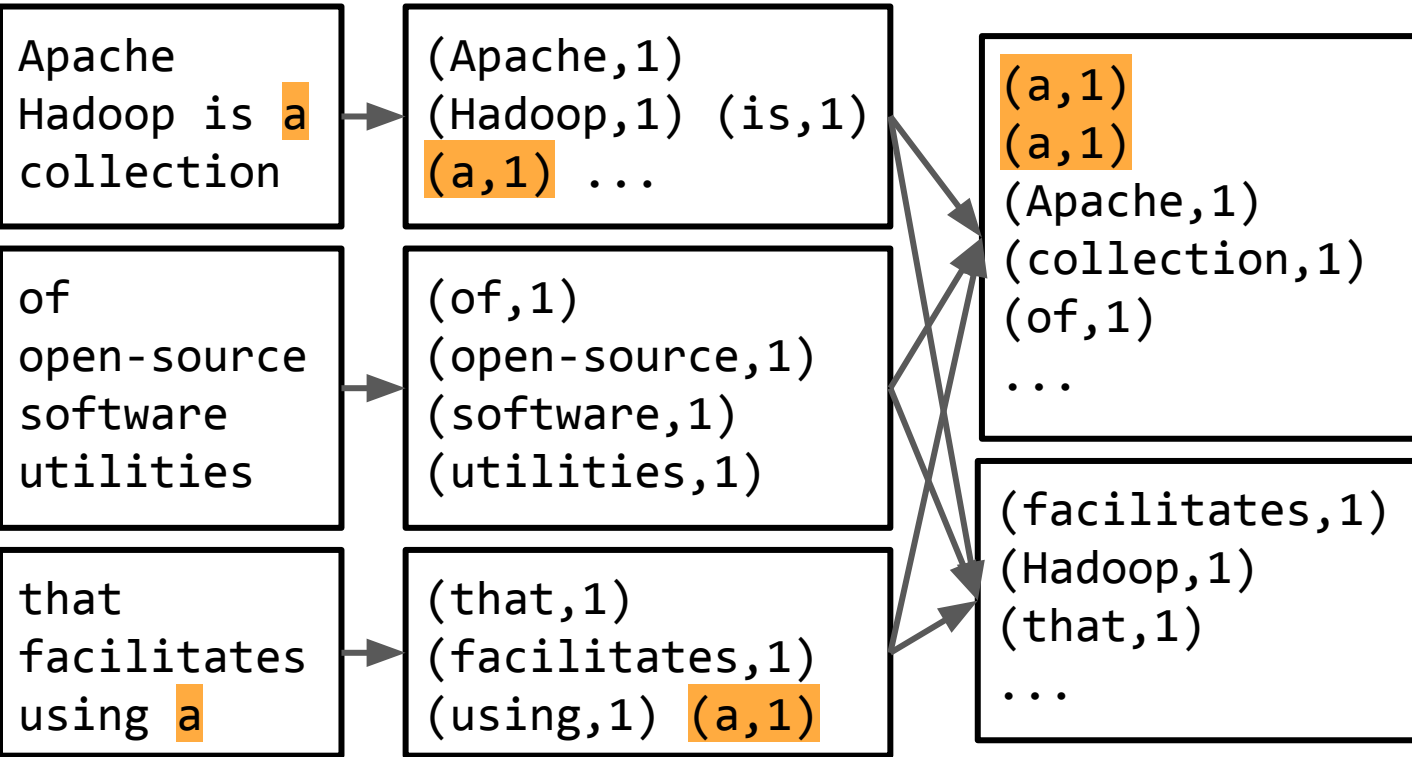 Apache
Hadoop is a
collection
of
open-source
software
utilities
that
facilitates
using a
(Apache,1)
(Hadoop,1) (is,1)
(a,1) ...
(of,1)
(open-source,1)
(software,1)
(utilities,1)
(that,1)
(facilitates,1)
(using,1) (a,1)
(a,1)
(a,1)
(Apache,1)
(collection,1)
(of,1)
...
(facilitates,1)
(Hadoop,1)
(that,1)
...